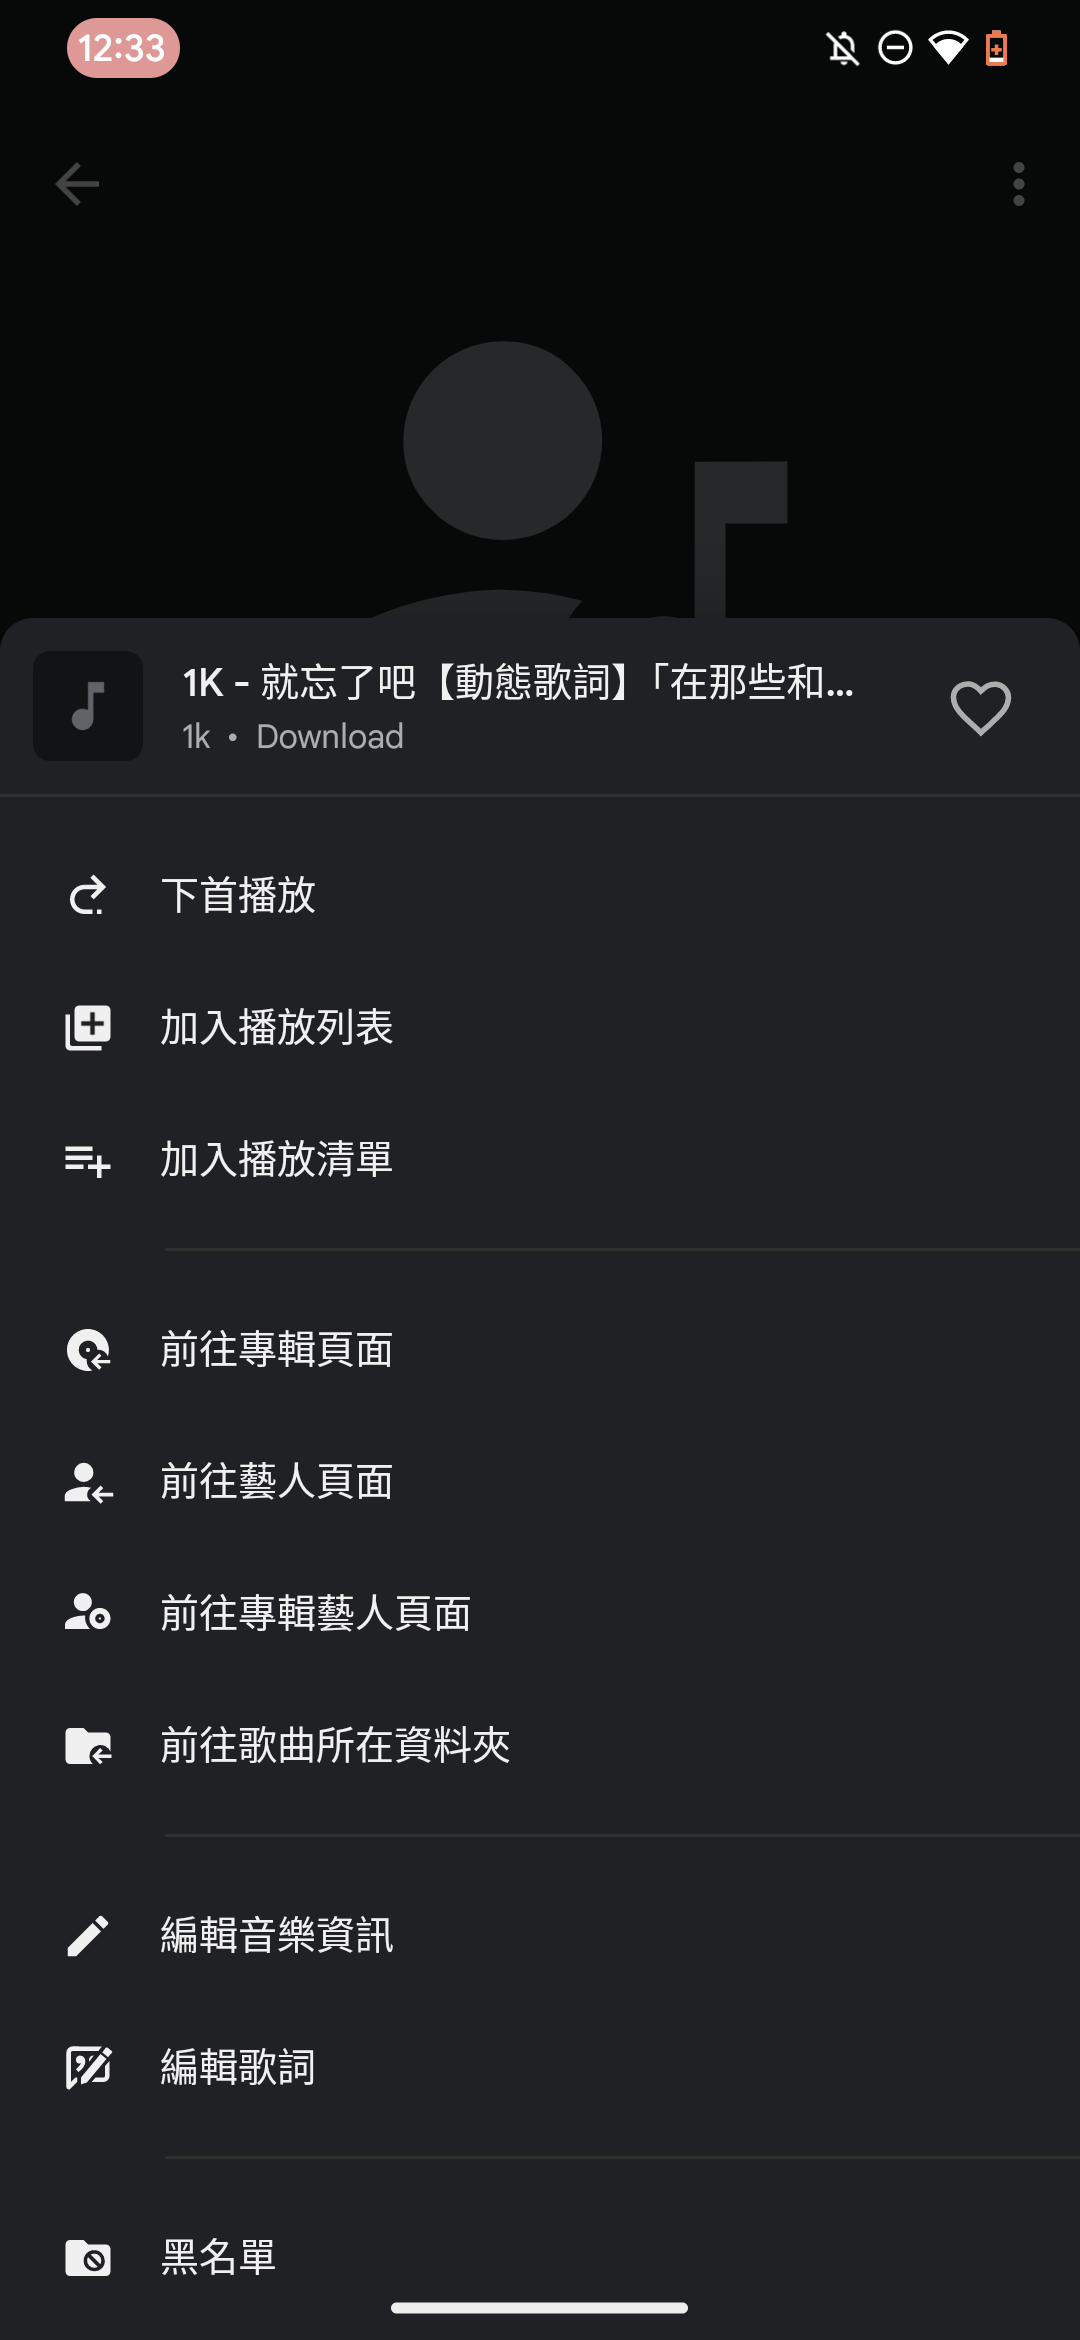 12:33
1K - 就忘了吧【動態歌詞】「在那些和...
1k • Download
下首播放
加入播放列表
加入播放清單
前往專輯頁面
前往藝人頁面
前往專輯藝人頁面
前往歌曲所在資料夾
編輯音樂資訊
編輯歌詞
黑名單